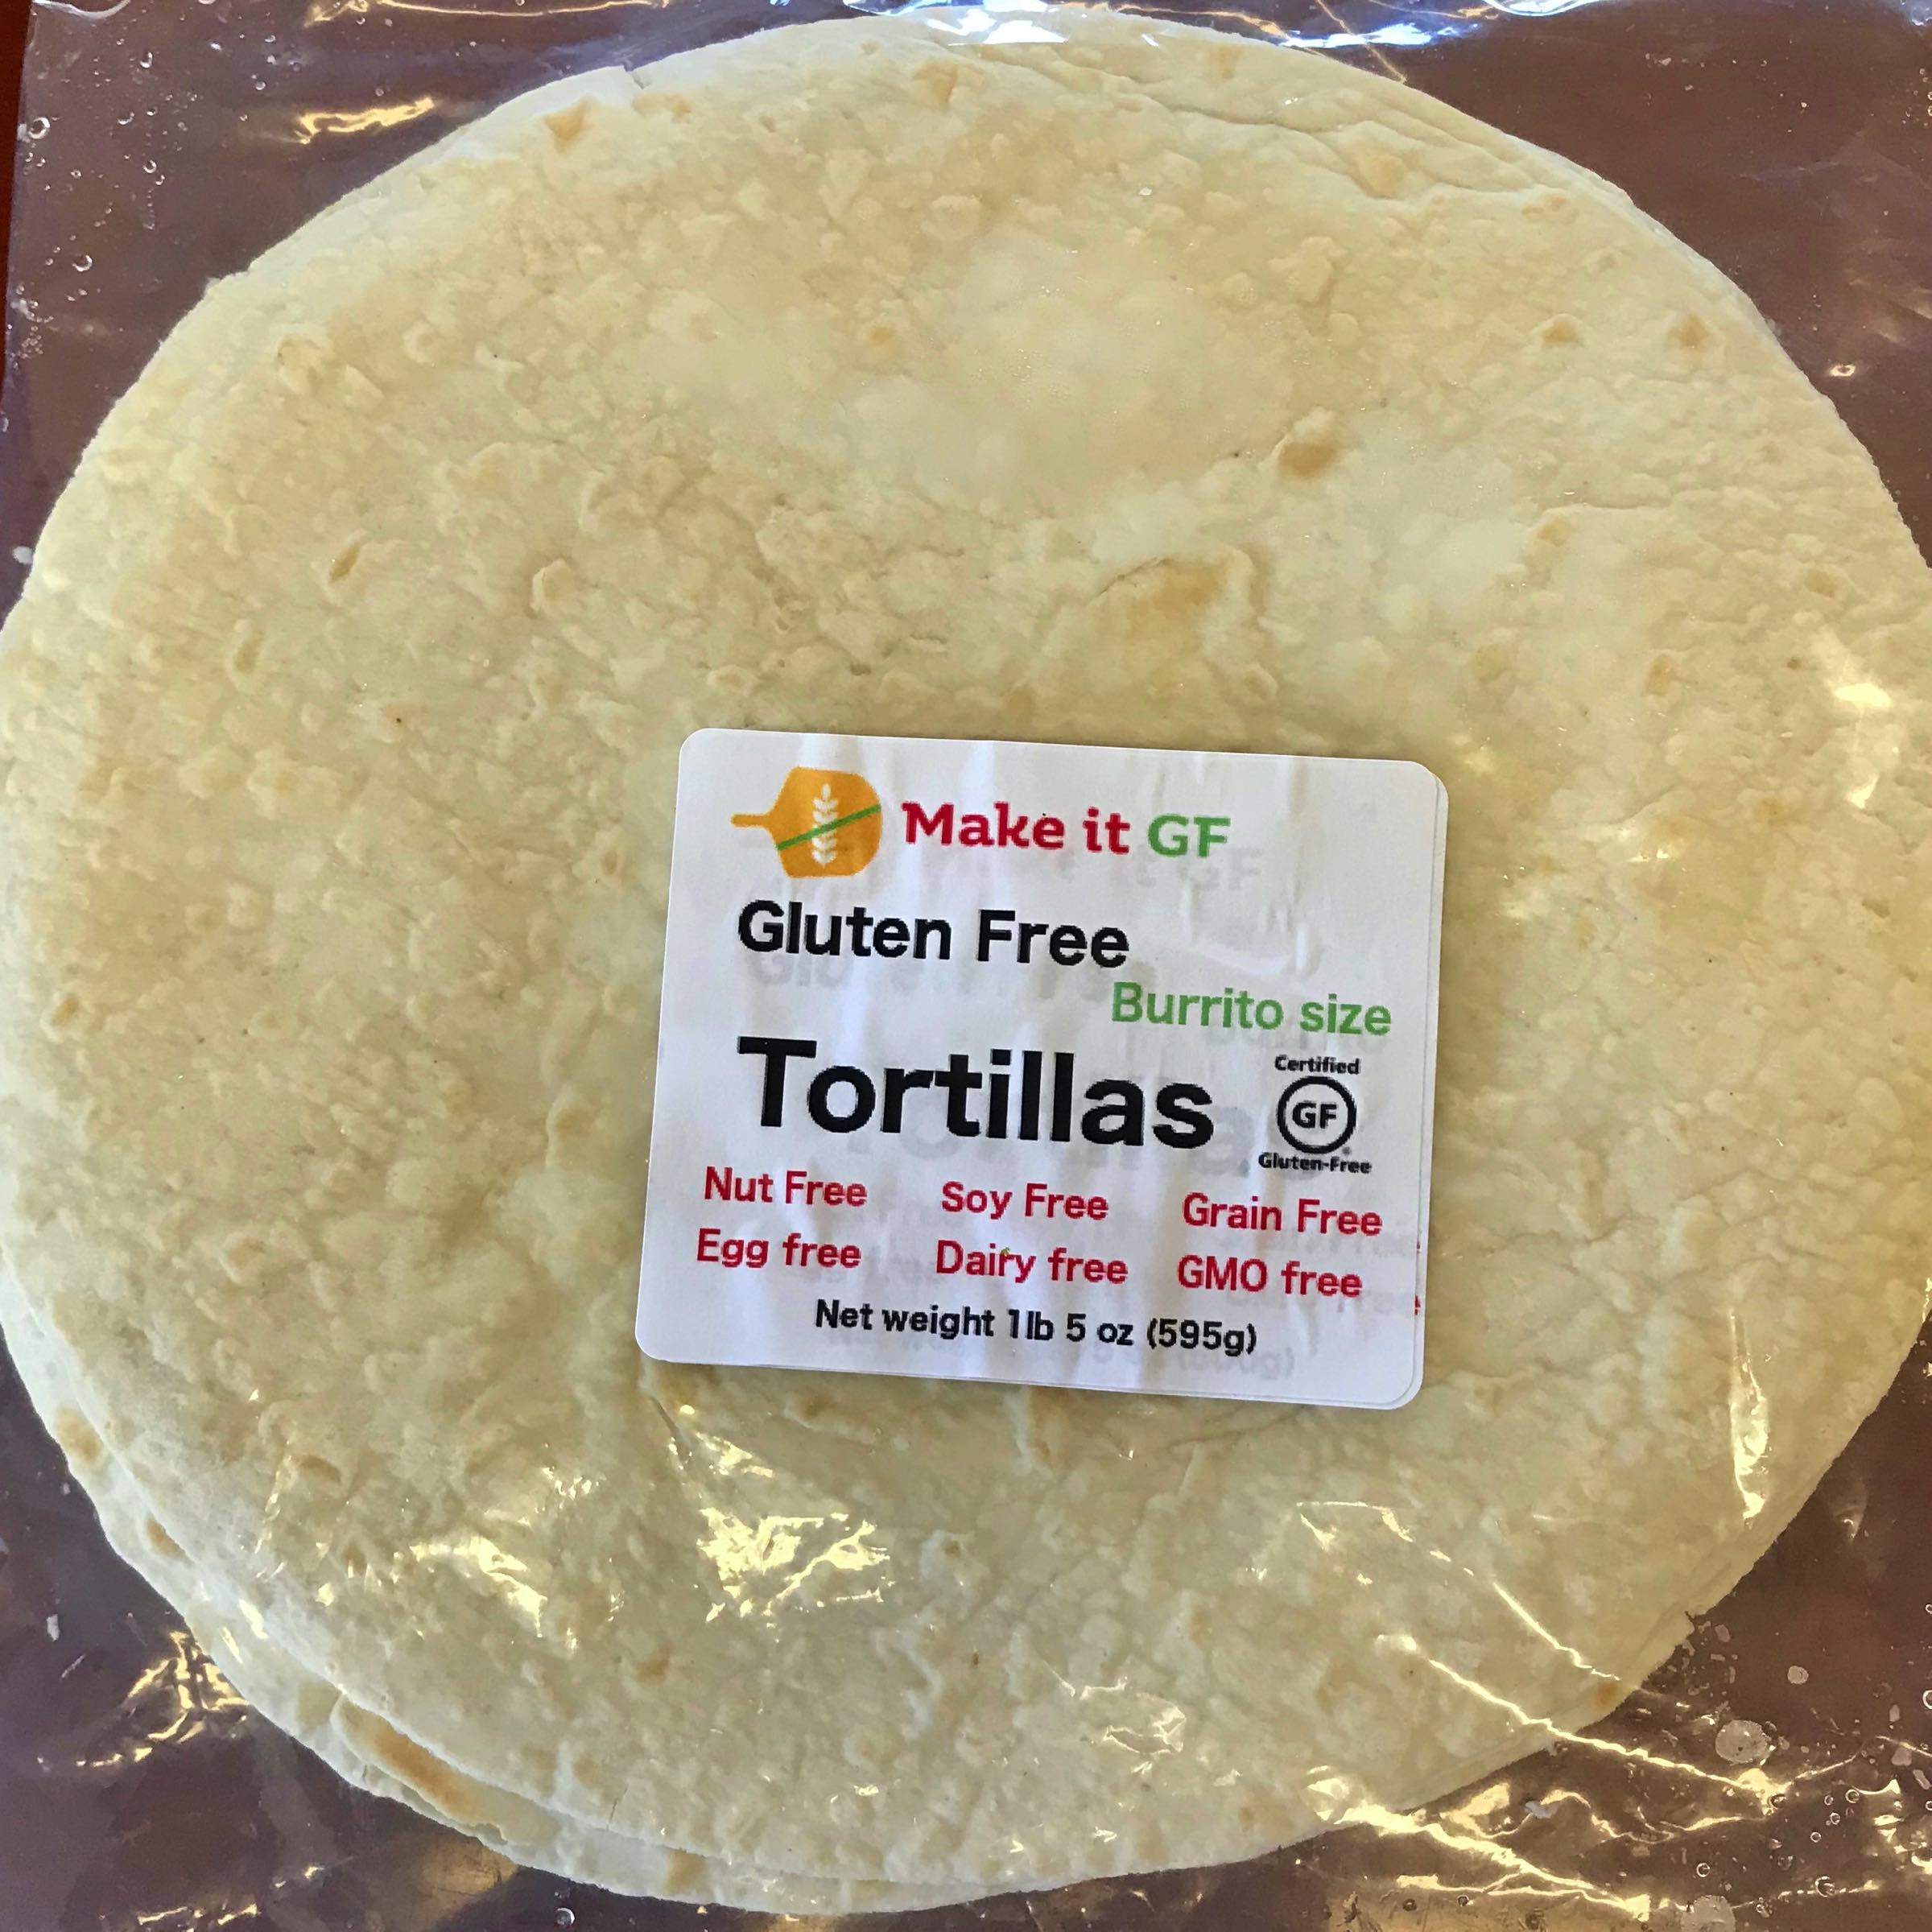 Make it GF
Gluten Free
Burrito size
Tortillas
Certified
GF
Gluten-Free
Nut Free Soy Free Grain Free
Egg free Dairy free GMO free
Net weight 1lb 5 oz (595g)